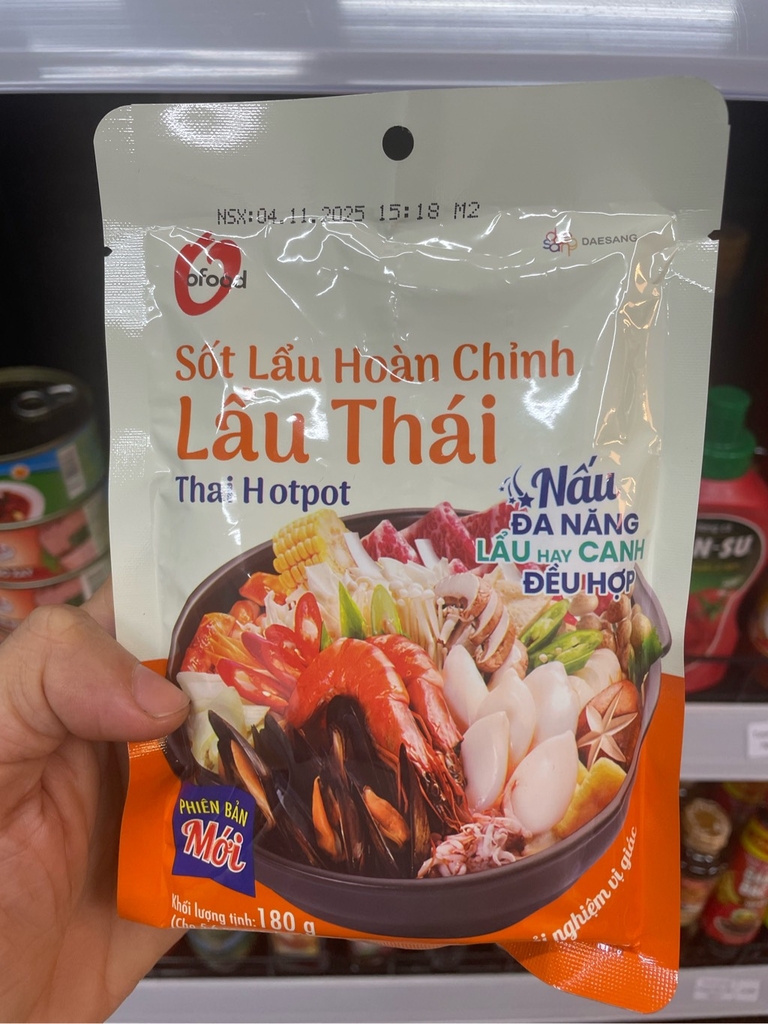 NSX:04.11.2025 15:18 M2
ofood
DAESANG
Sốt Lẩu Hoàn Chỉnh
Lẩu Thái
Thai Hotpot
Nấu
ĐA NĂNG
LẨU HAY CANH
ĐỀU HỢP
PHIÊN BẢN
Mới
Khối lượng tịnh: 180 g
nghiệm vị giác
N-SU